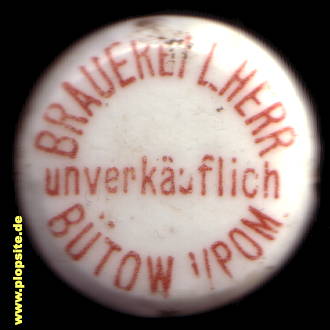 BRAUEREI L. HERR
unverkäuflich
BÜTOW i/POM.
www.plopsite.de